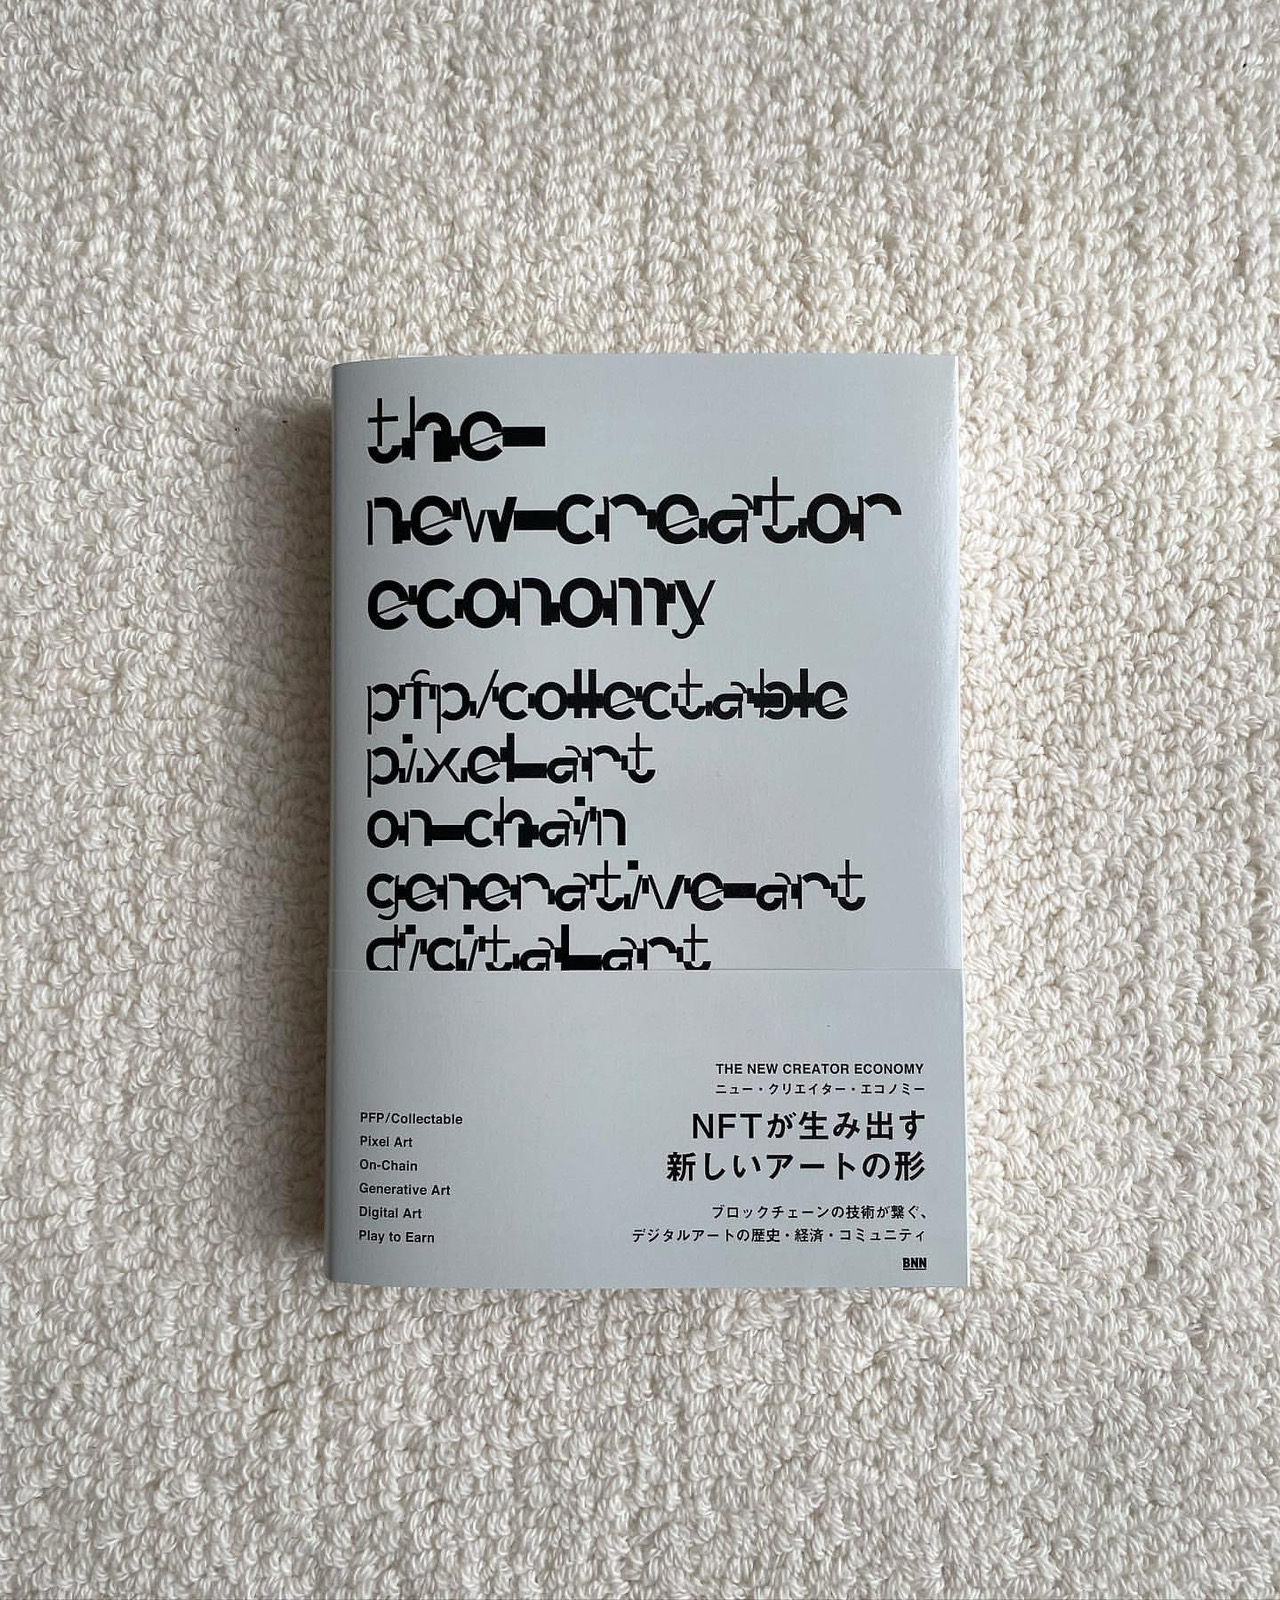 the-
new-creator
economy
pfp/collectable
pixel-art
on-chain
generative-art
digital-art
THE NEW CREATOR ECONOMY
ニュー・クリエイター・エコノミー
NFTが生み出す
新しいアートの形
ブロックチェーンの技術が繋ぐ、
デジタルアートの歴史・経済・コミュニティ
BNN
PFP/Collectable
Pixel Art
On-Chain
Generative Art
Digital Art
Play to Earn